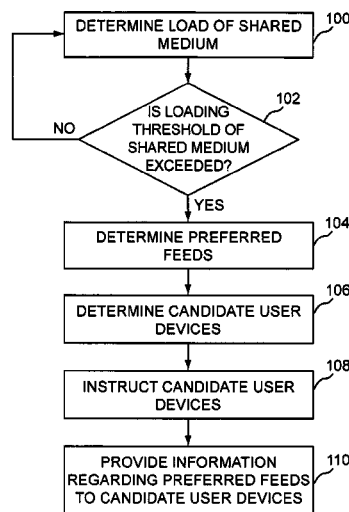 DETERMINE LOAD OF SHARED
MEDIUM
100
IS LOADING
THRESHOLD OF
SHARED MEDIUM
EXCEEDED?
102
NO
YES
DETERMINE PREFERRED
FEEDS
104
DETERMINE CANDIDATE USER
DEVICES
106
INSTRUCT CANDIDATE USER
DEVICES
108
PROVIDE INFORMATION
REGARDING PREFERRED FEEDS
TO CANDIDATE USER DEVICES
110